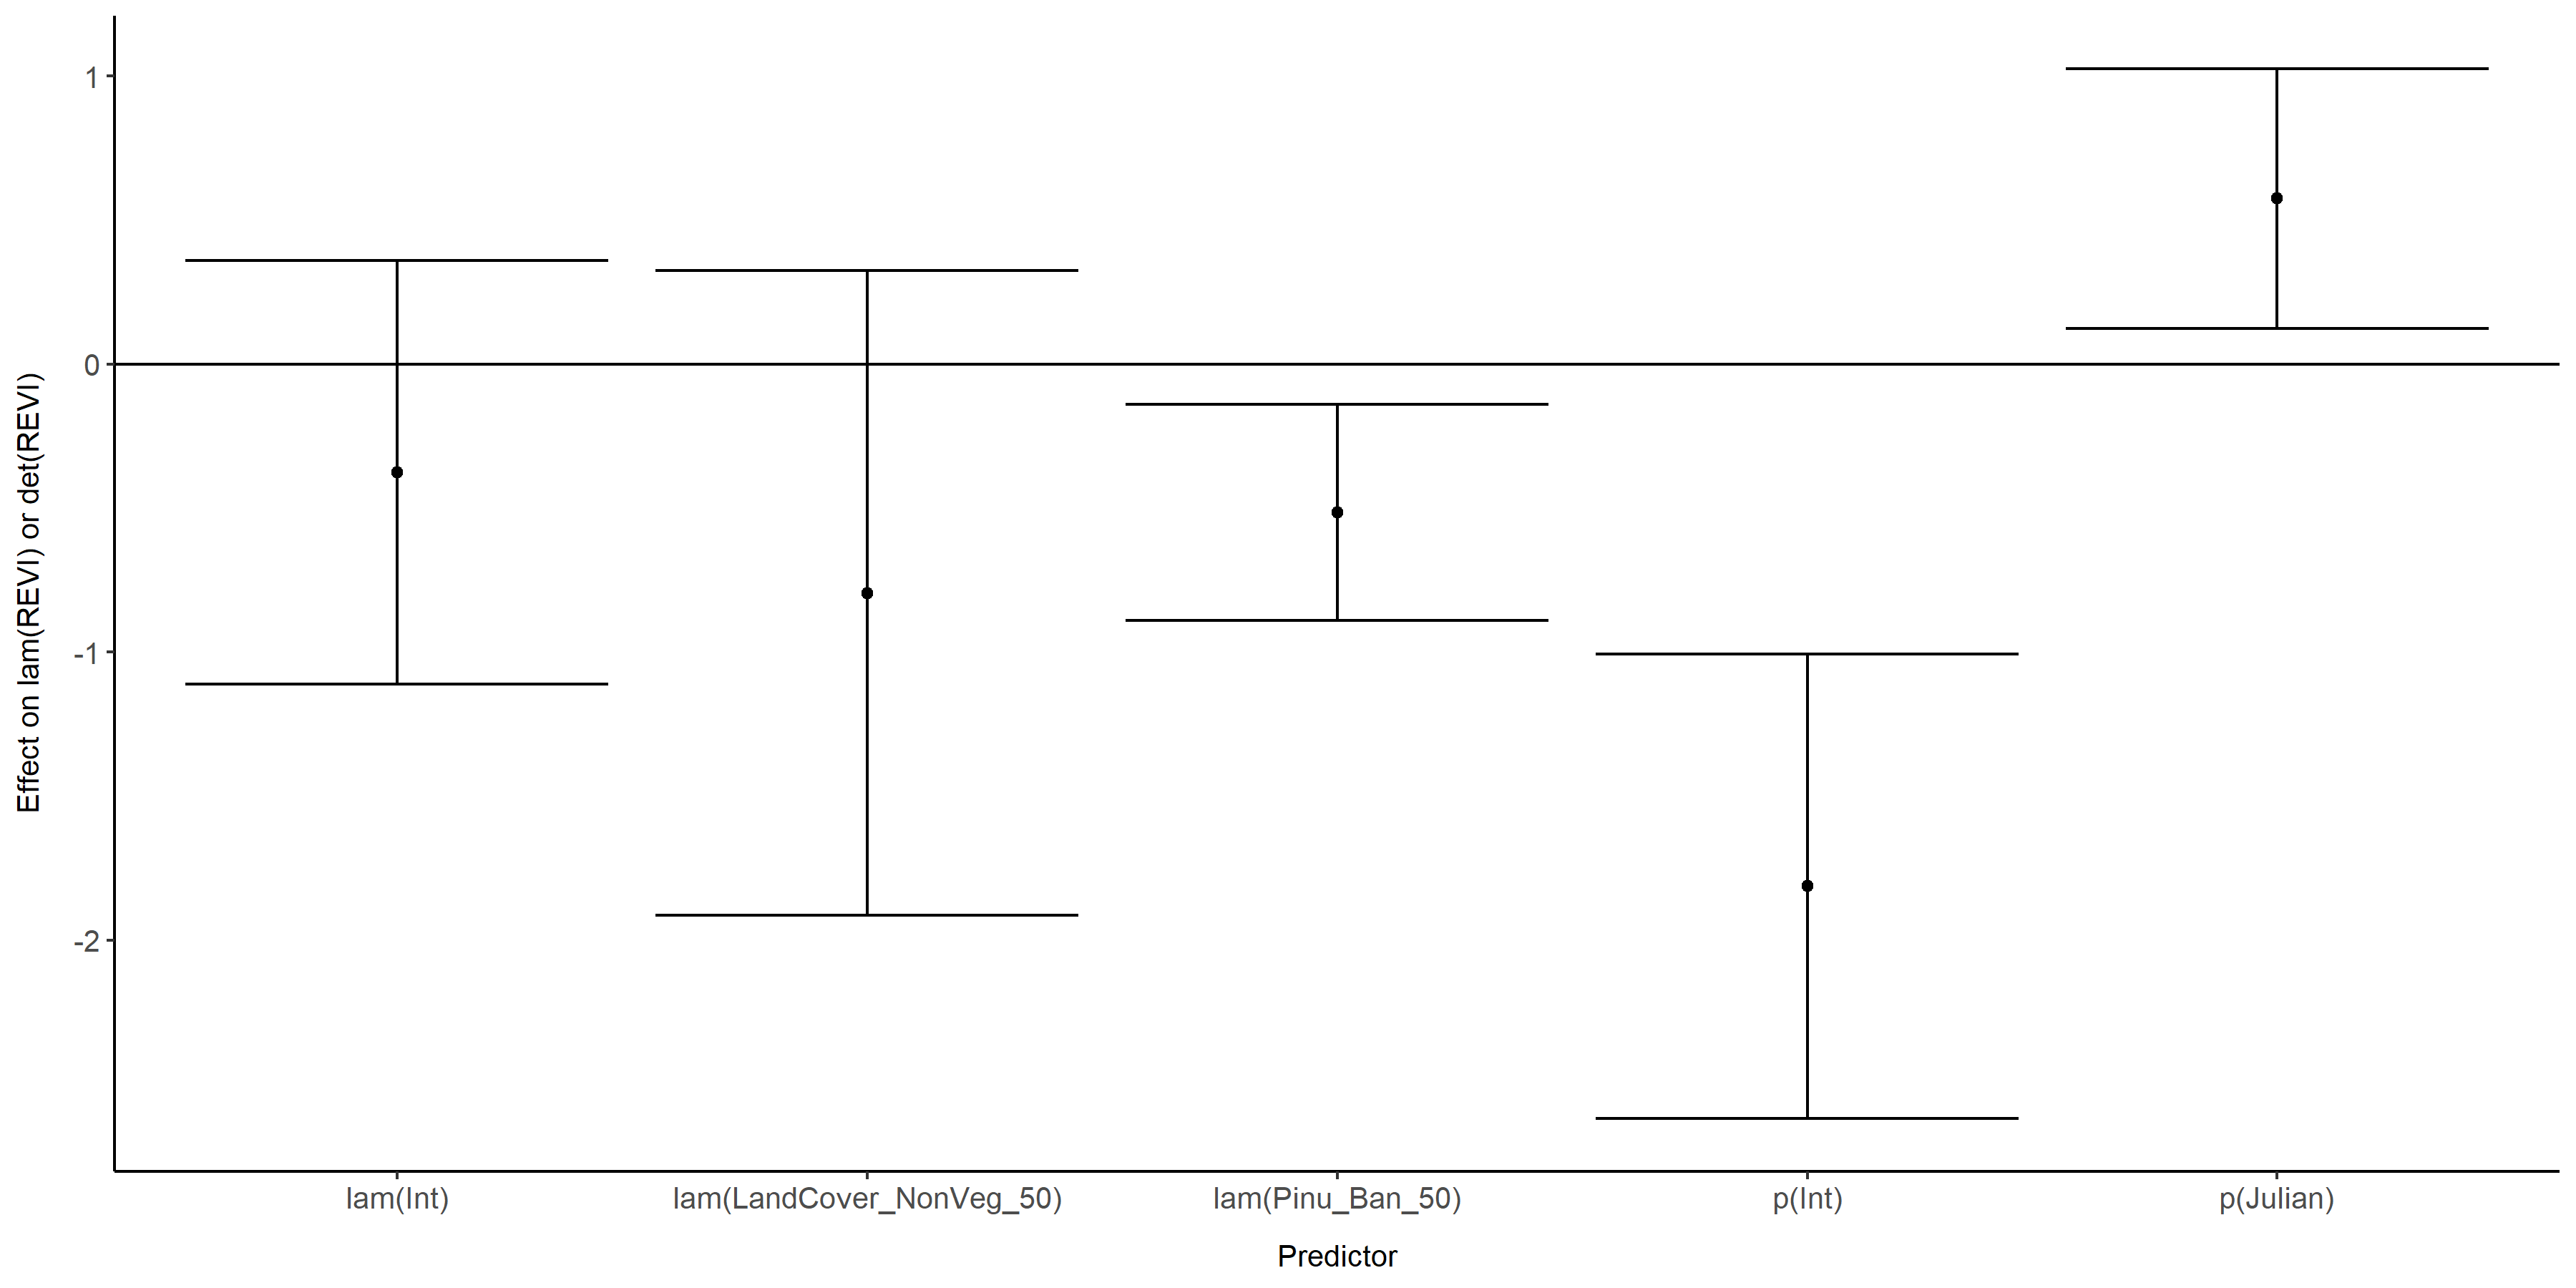 Effect on lam(REVI) or det(REVI)
1
0
-1
-2
lam(Int)
lam(LandCover_NonVeg_50)
lam(Pinu_Ban_50)
p(Int)
p(Julian)
Predictor